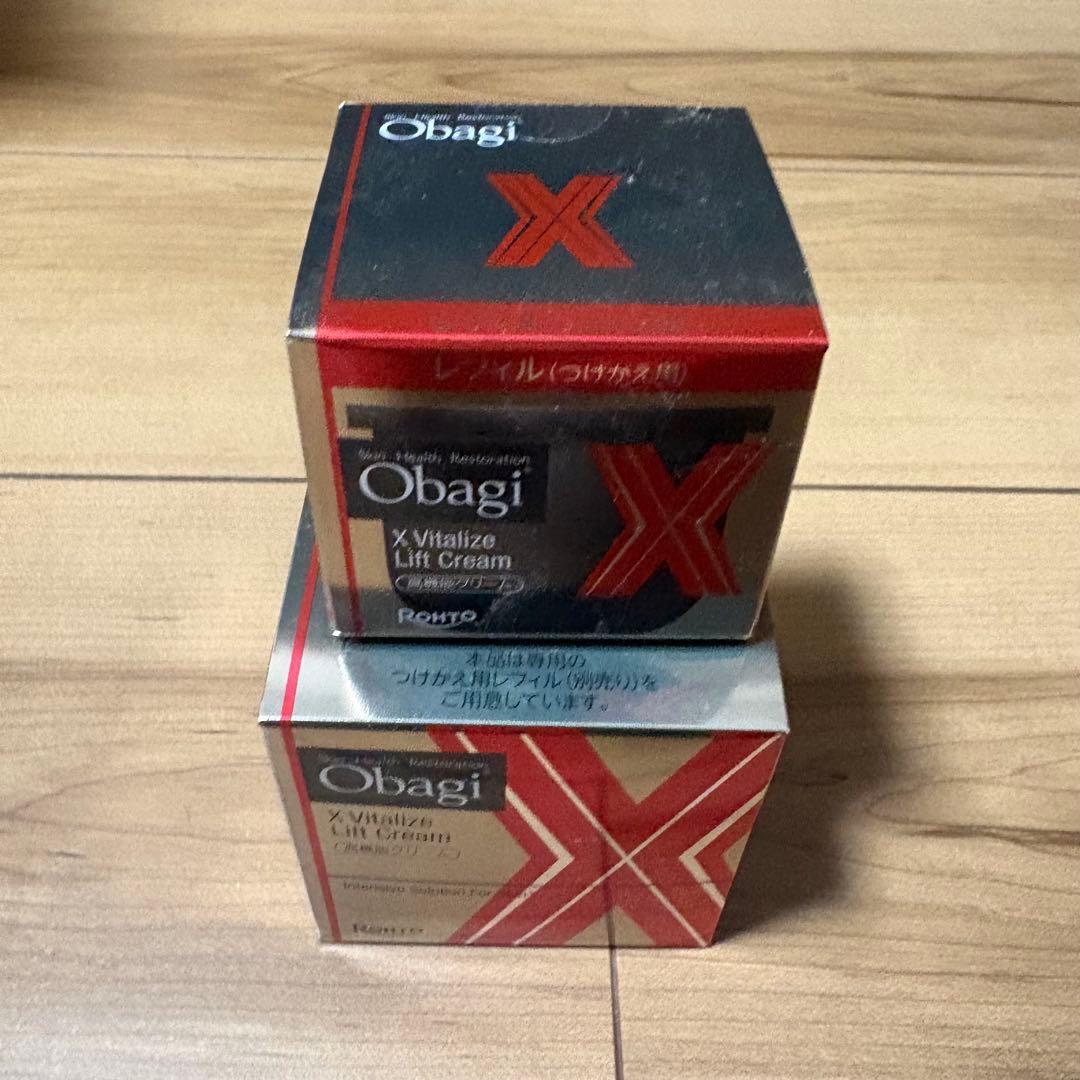 Skin Health Restoration
Obagi
X
レフィル(つけかえ用)
Skin Health Restoration
Obagi
X
X Vitalize
Lift Cream
(高機能クリーム)
ROHTO
本品は専用の
つけかえ用レフィル(別売り)を
ご用意しています。
Skin Health Restoration
Obagi
X
X Vitalize
Lift Cream
(高機能クリーム)
Intensive Solution For
ROHTO